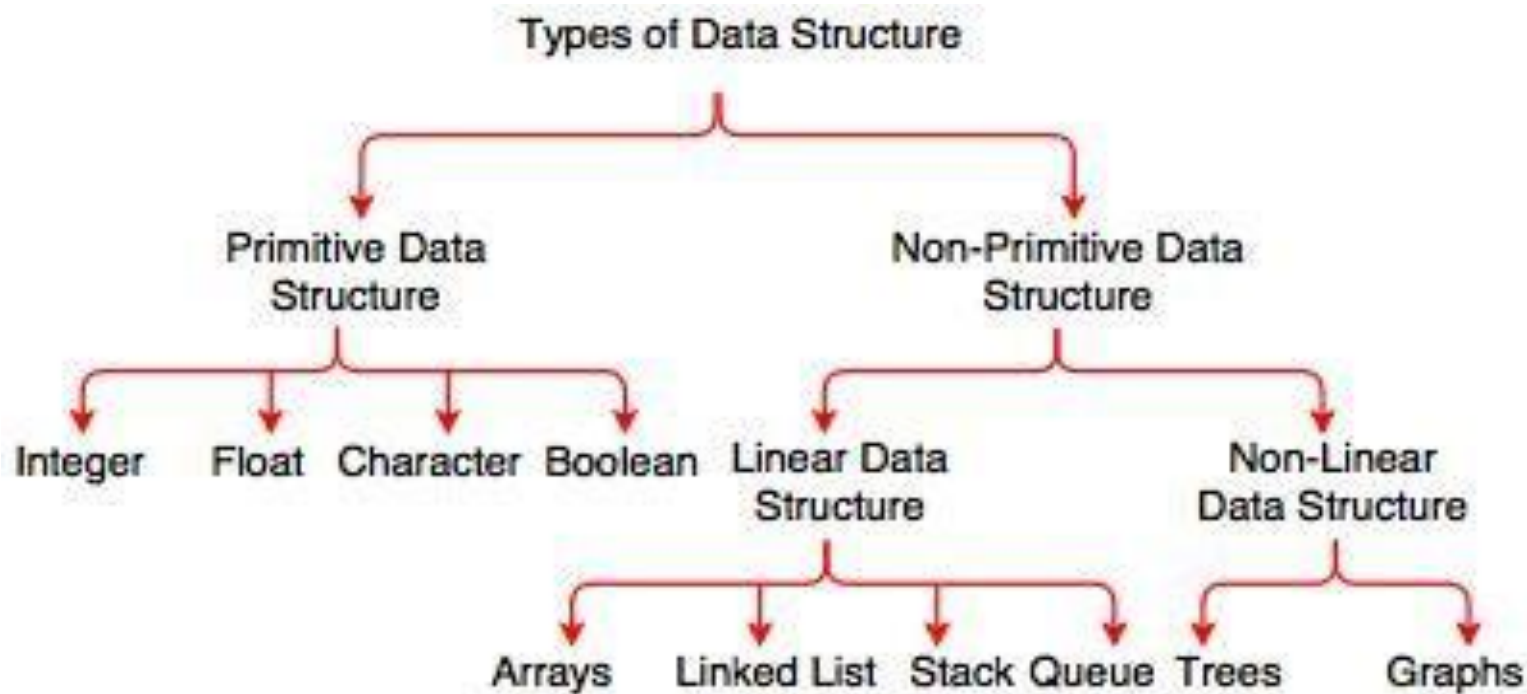 Types of Data Structure
Primitive Data
Structure
Non-Primitive Data
Structure
Integer
Float
Character
Boolean
Linear Data
Structure
Non-Linear
Data Structure
Arrays
Linked List
Stack
Queue
Trees
Graphs